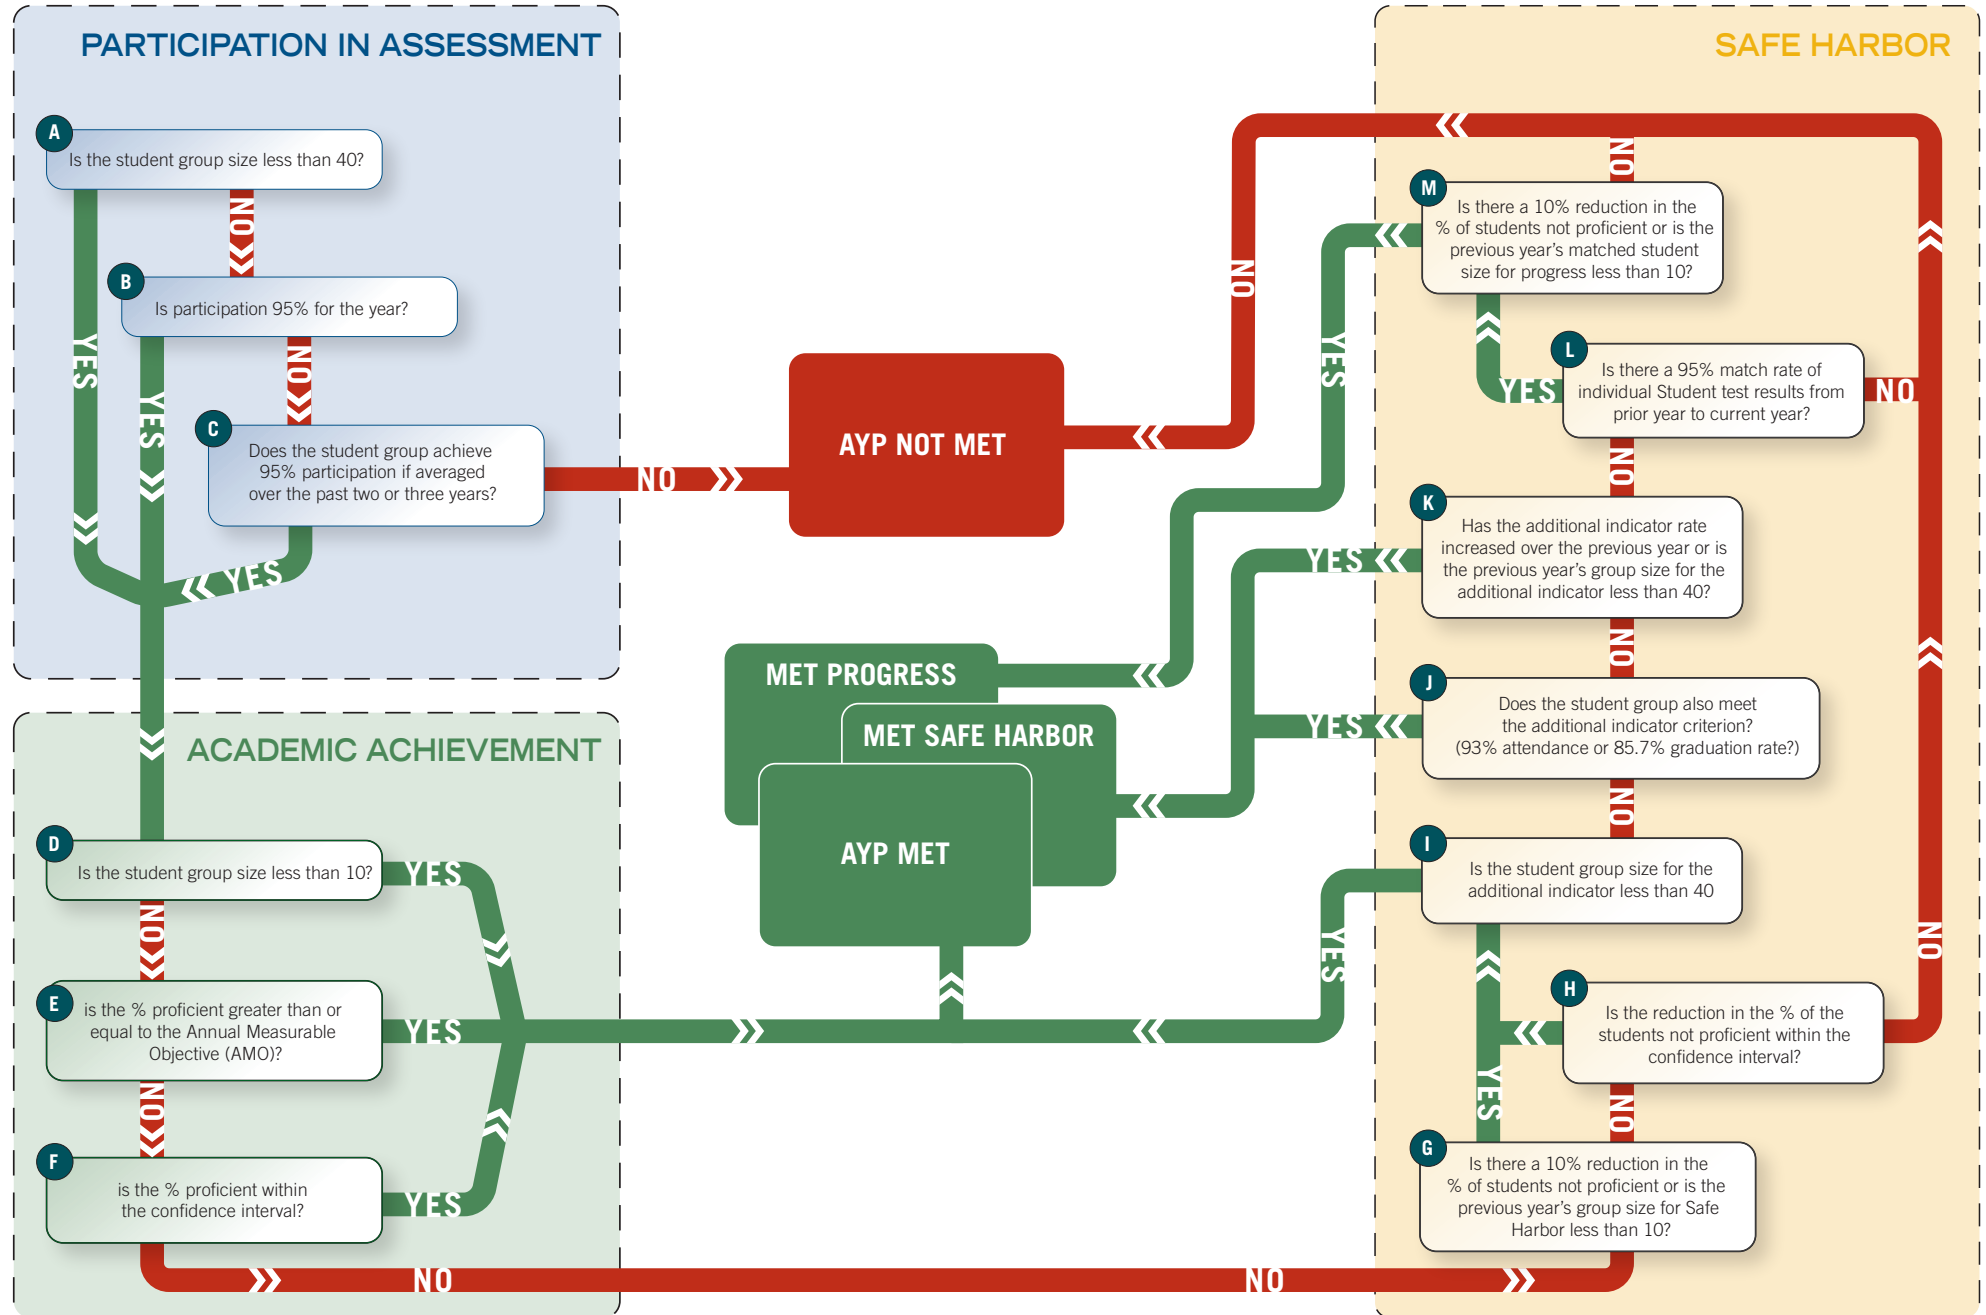 PARTICIPATION IN ASSESSMENT
A
Is the student group size less than 40?
NO
YES
B
Is participation 95% for the year?
NO
YES
C
Does the student group achieve
95% participation if averaged
over the past two or three years?
NO
YES
ACADEMIC ACHIEVEMENT
D
Is the student group size less than 10?
YES
NO
E
is the % proficient greater than or
equal to the Annual Measurable
Objective (AMO)?
YES
NO
F
is the % proficient within
the confidence interval?
YES
NO
NO
AYP NOT MET
MET PROGRESS
MET SAFE HARBOR
AYP MET
SAFE HARBOR
NO
NO
M
Is there a 10% reduction in the
% of students not proficient or is the
previous year's matched student
size for progress less than 10?
YES
L
Is there a 95% match rate of
individual Student test results from
prior year to current year?
YES
NO
NO
K
Has the additional indicator rate
increased over the previous year or is
the previous year's group size for the
additional indicator less than 40?
YES
NO
J
Does the student group also meet
the additional indicator criterion?
(93% attendance or 85.7% graduation rate?)
YES
NO
I
Is the student group size for the
additional indicator less than 40
YES
NO
H
Is the reduction in the % of the
students not proficient within the
confidence interval?
YES
NO
G
Is there a 10% reduction in the
% of students not proficient or is the
previous year's group size for Safe
Harbor less than 10?